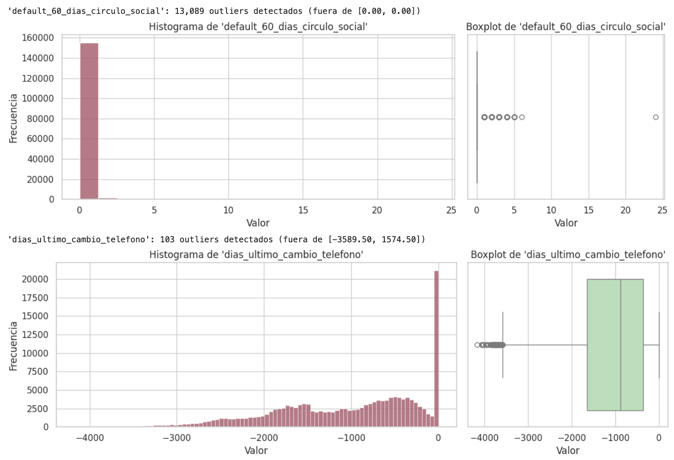 'default_60_dias_circulo_social': 13,089 outliers detectados (fuera de [0.00, 0.00])
Histograma de 'default_60_dias_circulo_social'
Boxplot de 'default_60_dias_circulo_social'
160000
140000
120000
100000
80000
60000
40000
20000
0
Frecuencia
0 5 10 15 20 25
Valor
0 5 10 15 20 25
Valor
'dias_ultimo_cambio_telefono': 103 outliers detectados (fuera de [−3589.50, 1574.50])
Histograma de 'dias_ultimo_cambio_telefono'
Boxplot de 'dias_ultimo_cambio_telefono'
20000
17500
15000
12500
10000
7500
5000
2500
0
Frecuencia
−4000 −3000 −2000 −1000 0
Valor
−4000 −3000 −2000 −1000 0
Valor